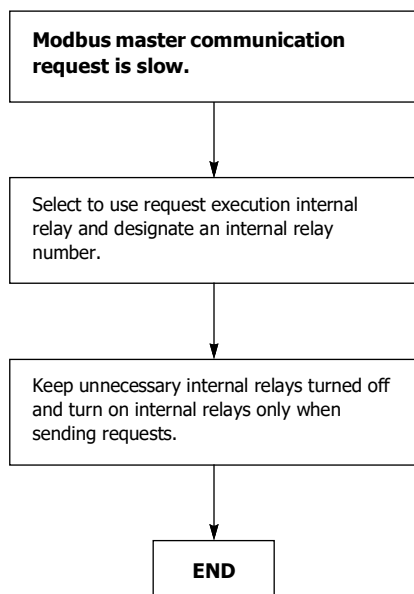 Modbus master communication
request is slow.
Select to use request execution internal
relay and designate an internal relay
number.
Keep unnecessary internal relays turned off
and turn on internal relays only when
sending requests.
END